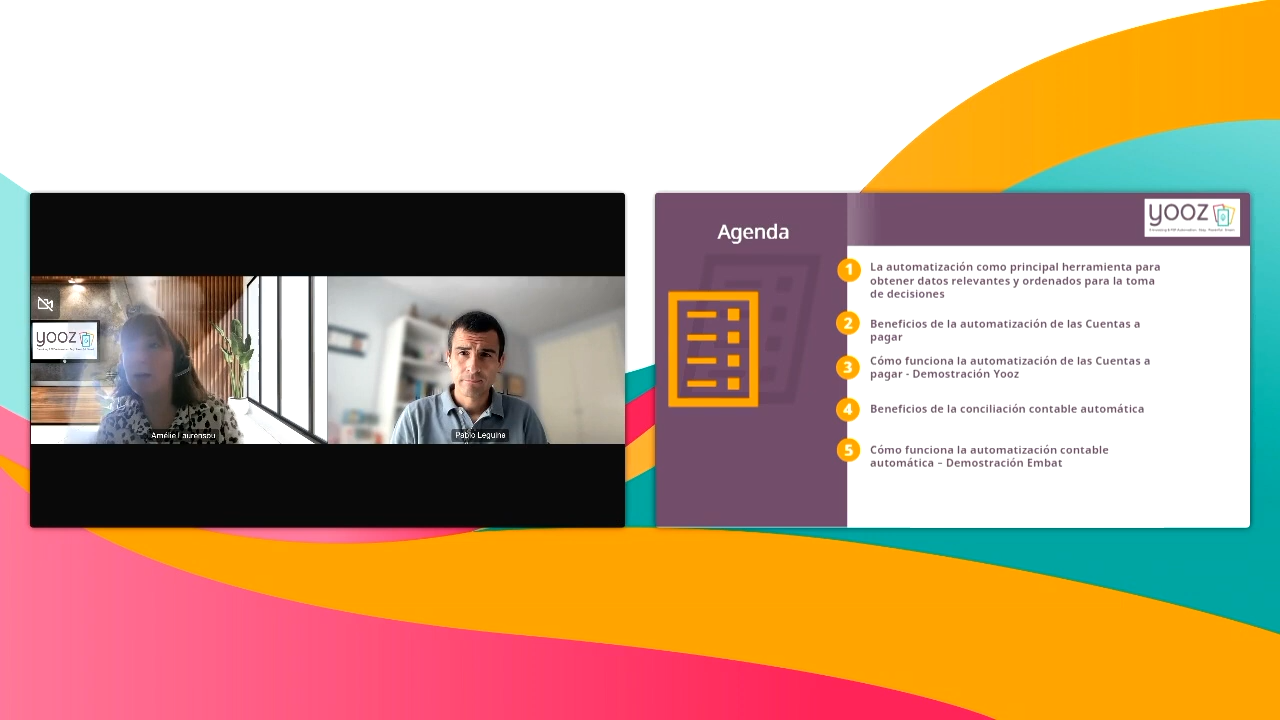 yooz
Amélie Laurensou
Pablo Leguine
Agenda
yooz
1
La automatización como principal herramienta para
obtener datos relevantes y ordenados para la toma
de decisiones
2
Beneficios de la automatización de las Cuentas a
pagar
3
Cómo funciona la automatización de las Cuentas a
pagar - Demostración Yooz
4
Beneficios de la conciliación contable automática
5
Cómo funciona la automatización contable
automática – Demostración Embat